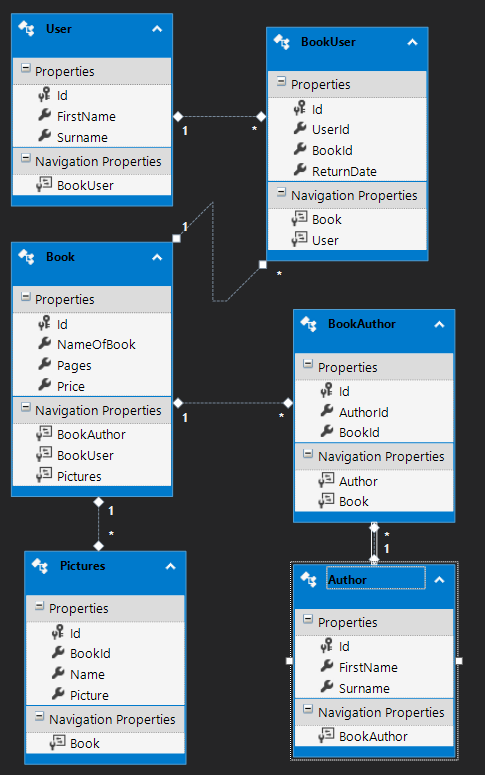 User
Properties
Id
FirstName
Surname
Navigation Properties
BookUser
1
*
BookUser
Properties
Id
UserId
BookId
ReturnDate
Navigation Properties
Book
User
1
*
Book
Properties
Id
NameOfBook
Pages
Price
Navigation Properties
BookAuthor
BookUser
Pictures
1
*
BookAuthor
Properties
Id
AuthorId
BookId
Navigation Properties
Author
Book
1
*
Pictures
Properties
Id
BookId
Name
Picture
Navigation Properties
Book
*
1
Author
Properties
Id
FirstName
Surname
Navigation Properties
BookAuthor